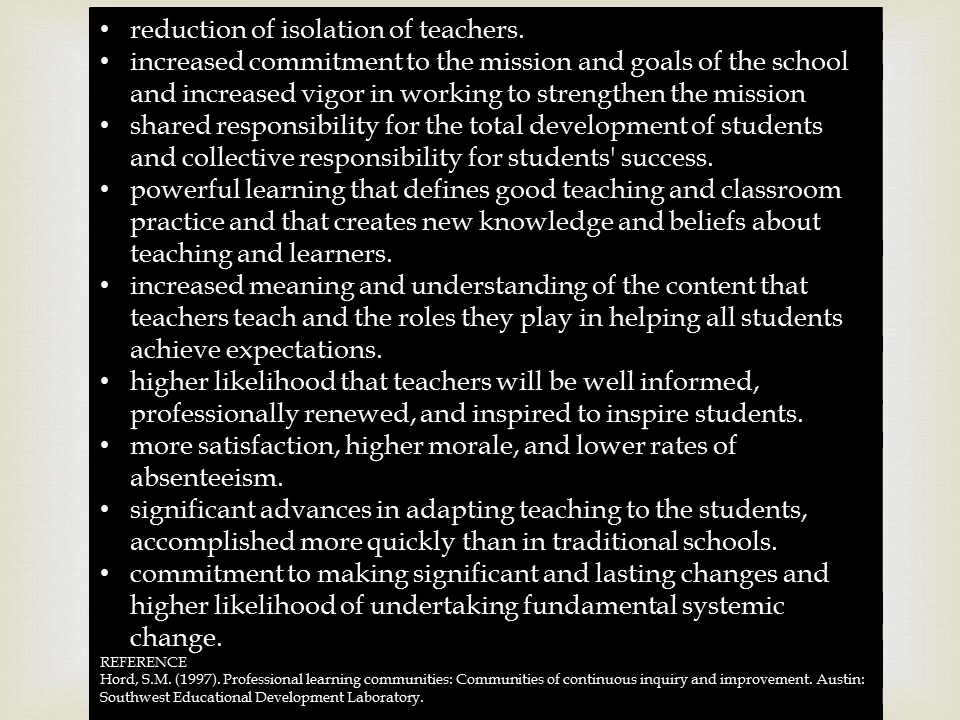 • reduction of isolation of teachers.
• increased commitment to the mission and goals of the school
and increased vigor in working to strengthen the mission
• shared responsibility for the total development of students
and collective responsibility for students' success.
• powerful learning that defines good teaching and classroom
practice and that creates new knowledge and beliefs about
teaching and learners.
• increased meaning and understanding of the content that
teachers teach and the roles they play in helping all students
achieve expectations.
• higher likelihood that teachers will be well informed,
professionally renewed, and inspired to inspire students.
• more satisfaction, higher morale, and lower rates of
absenteeism.
• significant advances in adapting teaching to the students,
accomplished more quickly than in traditional schools.
• commitment to making significant and lasting changes and
higher likelihood of undertaking fundamental systemic
change.
REFERENCE
Hord, S.M. (1997). Professional learning communities: Communities of continuous inquiry and improvement. Austin:
Southwest Educational Development Laboratory.